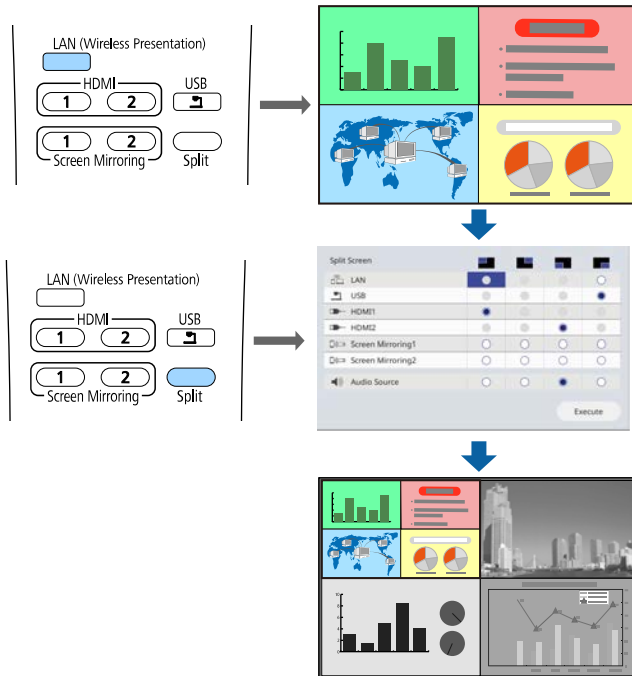 LAN (Wireless Presentation)
HDMI USB
1 2
1 2
Screen Mirroring Split
LAN (Wireless Presentation)
HDMI USB
1 2
1 2
Screen Mirroring Split
Split Screen
LAN
USB
HDMI1
HDMI2
Screen Mirroring1
Screen Mirroring2
Audio Source
Execute